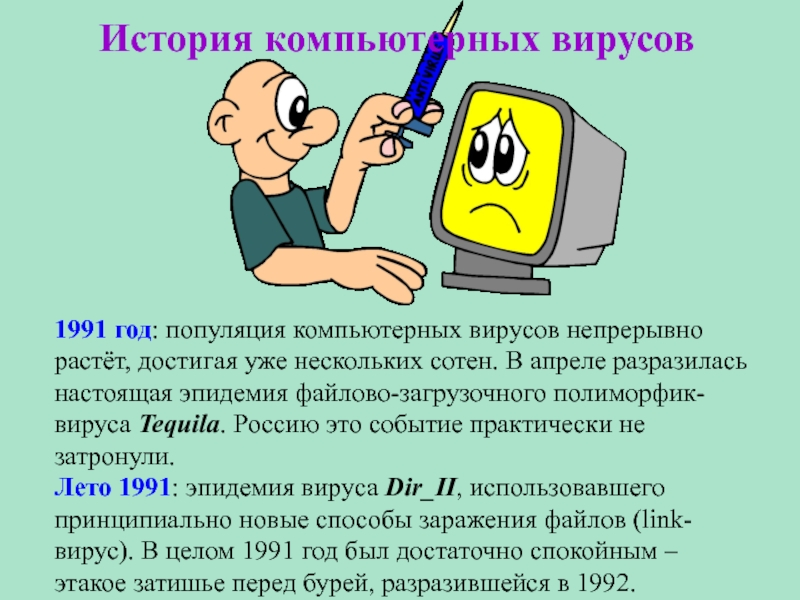 История компьютерных вирусов
ANTIVIRUS
1991 год: популяция компьютерных вирусов непрерывно
растёт, достигая уже нескольких сотен. В апреле разразилась
настоящая эпидемия файлово-загрузочного полиморфик-
вируса Tequila. Россию это событие практически не
затронули.
Лето 1991: эпидемия вируса Dir_II, использовавшего
принципиально новые способы заражения файлов (link-
вирус). В целом 1991 год был достаточно спокойным –
этакое затишье перед бурей, разразившейся в 1992.